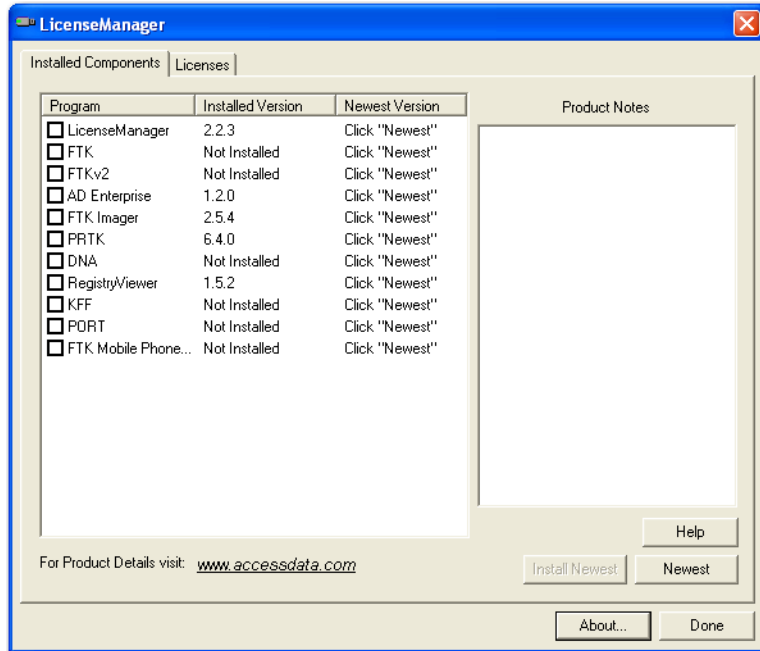 LicenseManager
Installed Components Licenses
Program Installed Version Newest Version Product Notes
LicenseManager 2.2.3 Click "Newest"
FTK Not Installed Click "Newest"
FTKv2 Not Installed Click "Newest"
AD Enterprise 1.2.0 Click "Newest"
FTK Imager 2.5.4 Click "Newest"
PRTK 6.4.0 Click "Newest"
DNA Not Installed Click "Newest"
RegistryViewer 1.5.2 Click "Newest"
KFF Not Installed Click "Newest"
PORT Not Installed Click "Newest"
FTK Mobile Phone... Not Installed Click "Newest"
Help
For Product Details visit: www.accessdata.com Install Newest Newest
About... Done